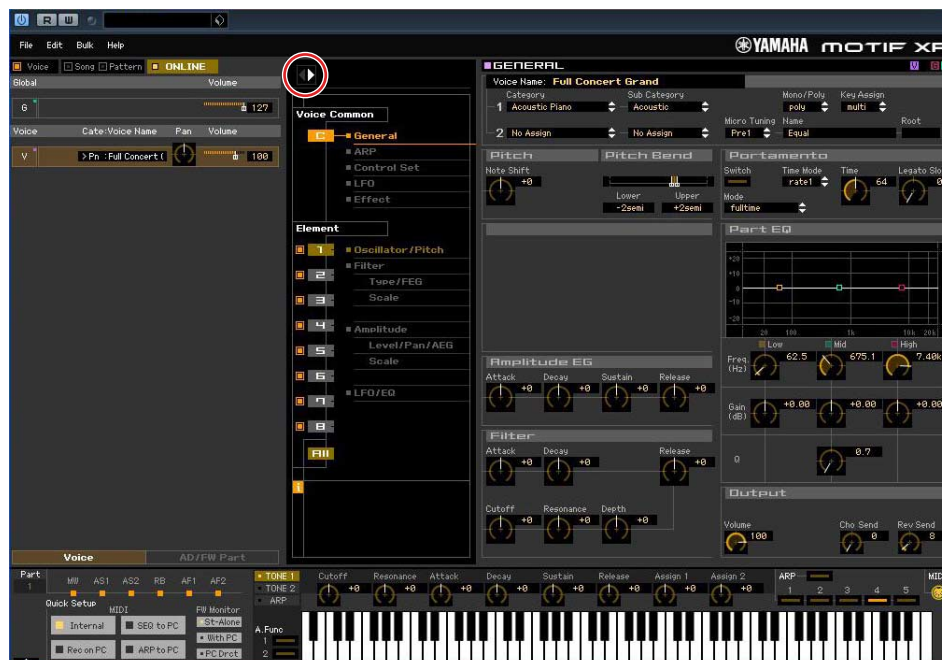 R W
File Edit Bulk Help
YAMAHA MOTIF XF
Voice Song Pattern ONLINE
Global Volume
G 127
Voice Cate:Voice Name Pan Volume
V >Pn :Full Concert ( 100
Voice AD/FW Part
Voice Common
C General
ARP
Control Set
LFO
Effect
Element
1 Oscillator/Pitch
2 Filter
Type/FEG
3 Scale
4 Amplitude
5 Level/Pan/AEG
Scale
6
7 LFO/EQ
8
All
i
GENERAL V
Voice Name: Full Concert Grand
Category Sub Category Mono/Poly Key Assign
1 Acoustic Piano Acoustic poly multi
Micro Tuning Name Root
2 No Assign No Assign Pre1 Equal
Pitch Pitch Bend Portamento
Note Shift Switch Time Mode Time Legato Slo
+0 rate1 64 0
Lower Upper Mode
-2semi +2semi fulltime
Part EQ
+20
+10
0
-10
-20
20 100 1k 10k 20k
Low Mid High
Freq. (Hz) 62.5 675.1 7.40k
Gain (dB) +0.00 +0.00 +0.00
Q 0.7
Amplitude EG
Attack Decay Sustain Release
+0 +0 +0 +0
Filter
Attack Decay Release
+0 +0 +0
Cutoff Resonance Depth
+0 +0 +0
Output
Volume Cho Send Rev Send
100 0 8
Part MW AS1 AS2 RB AF1 AF2
1
TONE 1 Cutoff Resonance Attack Decay Sustain Release Assign 1 Assign 2
TONE 2 +0 +0 +0 +0 +0 +0 +0 +0
ARP
ARP
1 2 3 4 5
MID
Quick Setup MIDI FW Monitor
Internal SEQ to PC St-Alone
With PC
Rec on PC ARP to PC PC Drct
A.Func
1
2